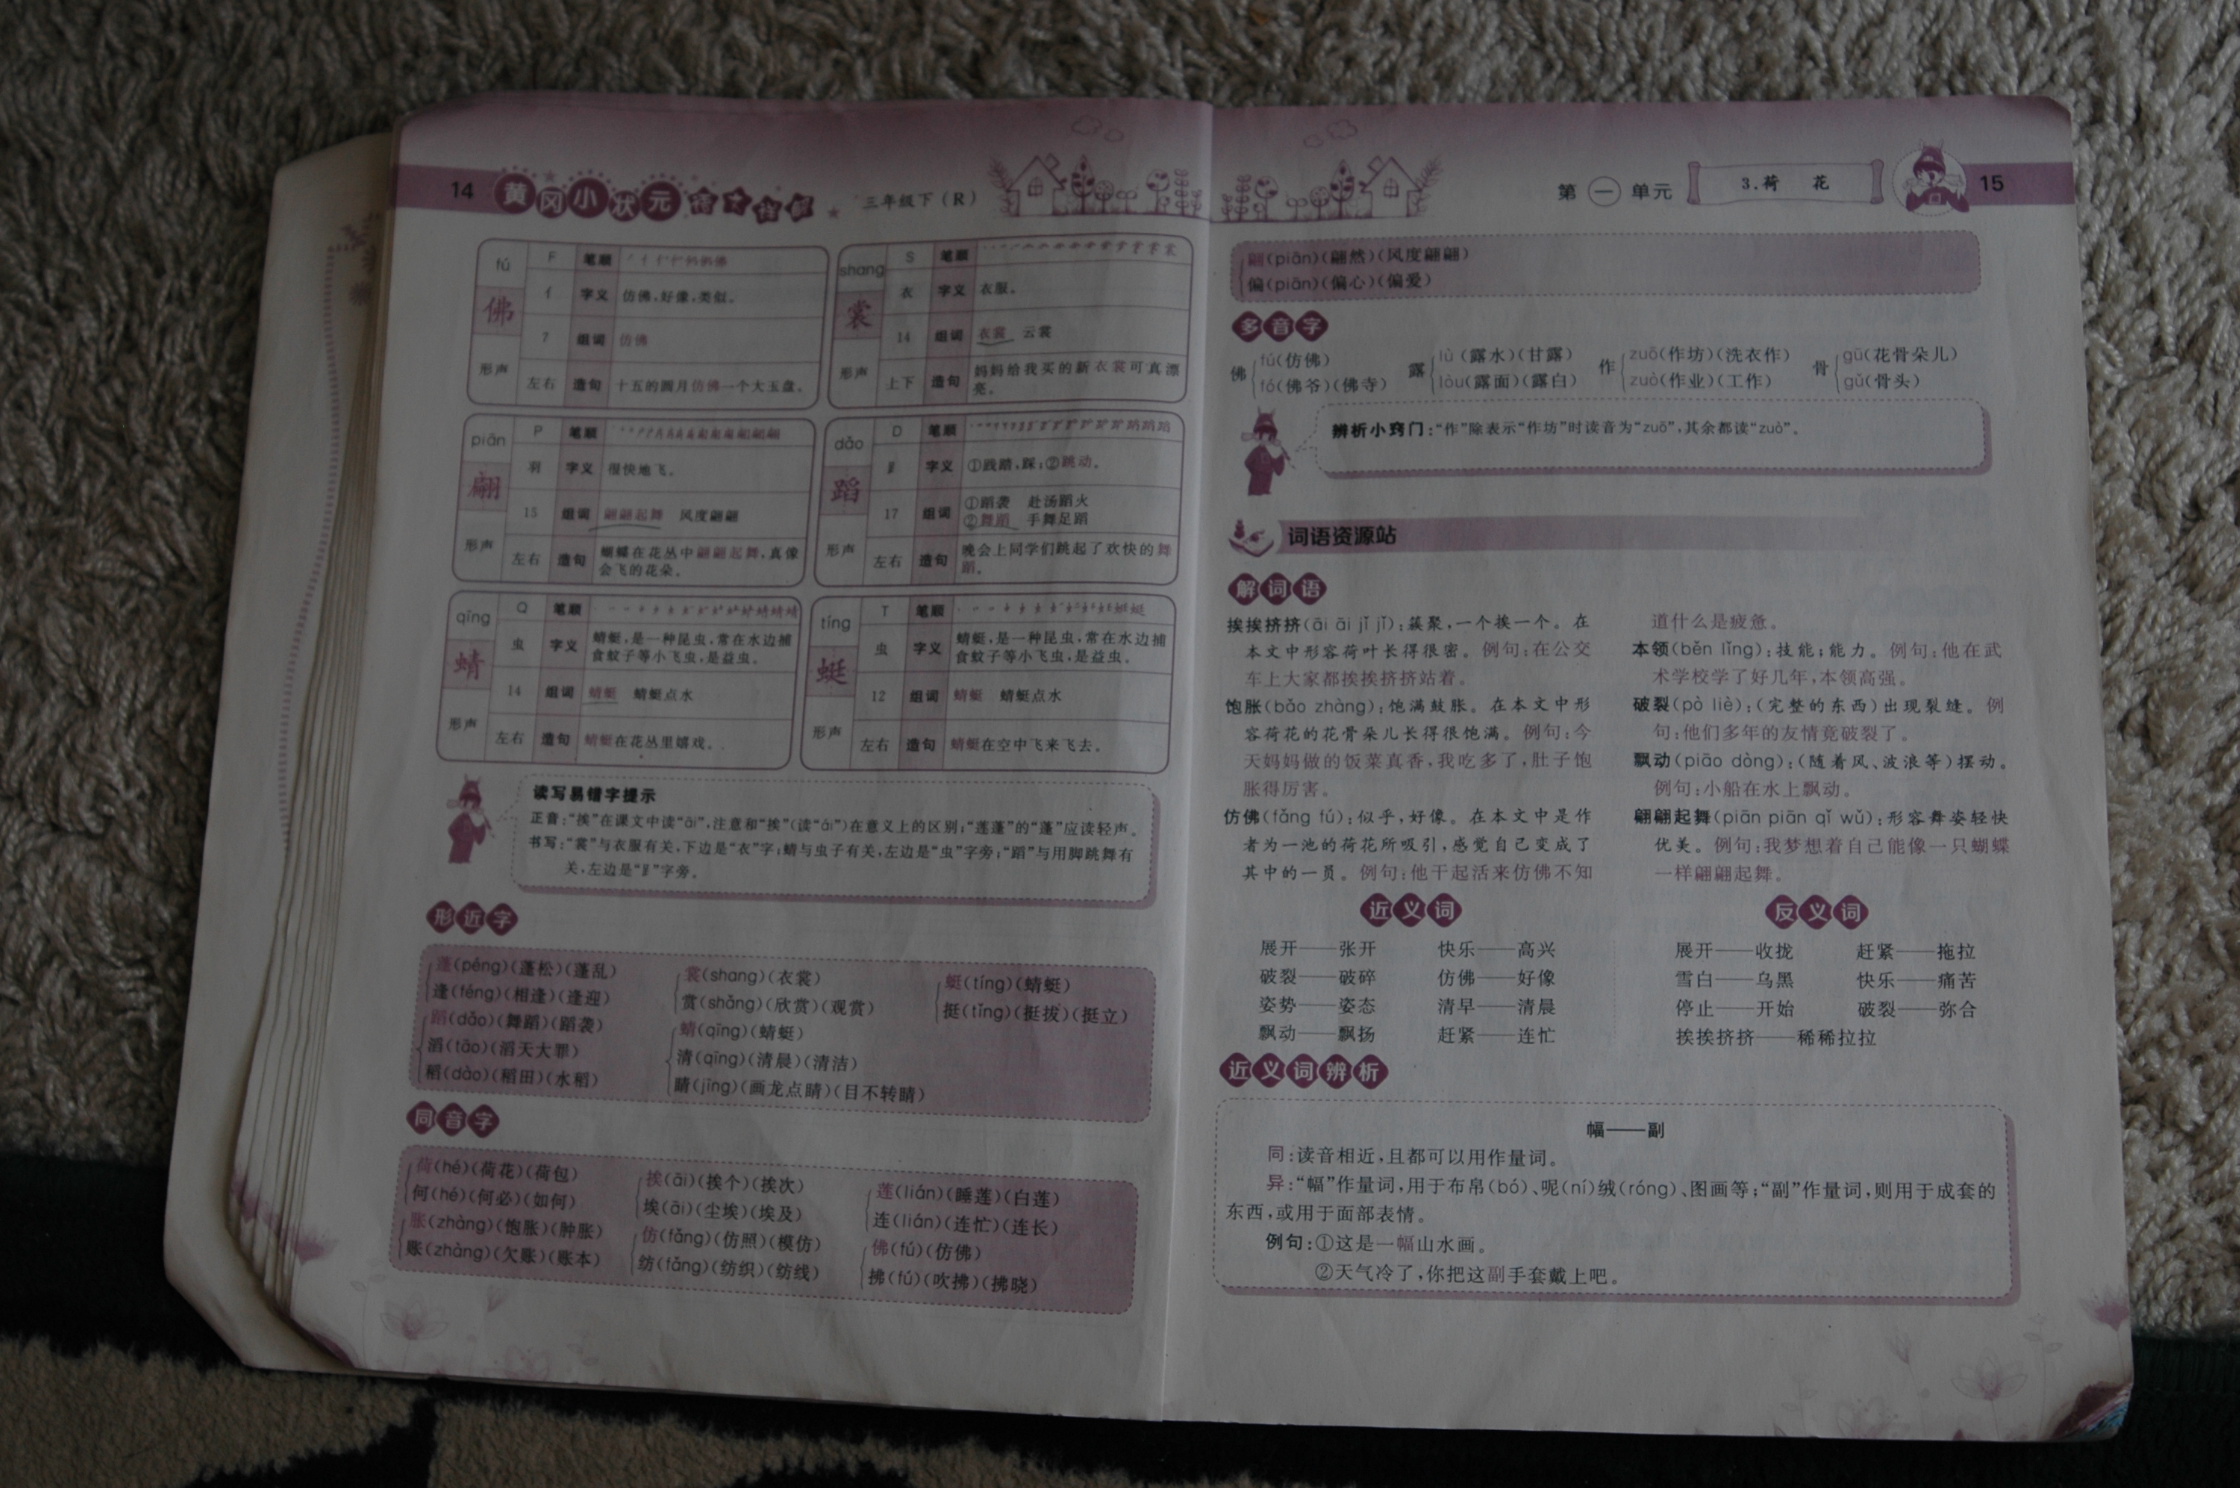 14 黄冈小状元 三年级下(R)
fú F 笔顺
佛 亻 字义 仿佛,好像,类似。
7 组词 仿佛
形声 左右 造句 十五的圆月仿佛一个大玉盘。
shang S 笔顺
裳 衣 字义 衣服。
14 组词 衣裳 云裳
形声 上下 造句 妈妈给我买的新衣裳可真漂
亮。
piān P 笔顺
翩 羽 字义 很快地飞。
15 组词 翩翩起舞 风度翩翩
形声 左右 造句 蝴蝶在花丛中翩翩起舞,真像
会飞的花朵。
dǎo D 笔顺
蹈 字义 ①践踏,踩;②跳动。
17 组词 ①蹈袭 赴汤蹈火
②舞蹈 手舞足蹈
形声 左右 造句 晚会上同学们跳起了欢快的舞
蹈。
qīng Q 笔顺
蜻 虫 字义 蜻蜓,是一种昆虫,常在水边捕
食蚊子等小飞虫,是益虫。
14 组词 蜻蜓 蜻蜓点水
形声 左右 造句 蜻蜓在花丛里嬉戏。
tíng T 笔顺
蜓 虫 字义 蜻蜓,是一种昆虫,常在水边捕
食蚊子等小飞虫,是益虫。
12 组词 蜻蜓 蜻蜓点水
形声 左右 造句 蜻蜓在空中飞来飞去。
读写易错字提示
正音:“挨”在课文中读“āi”,注意和“挨”(读“ái”)在意义上的区别;“莲蓬”的“蓬”应读轻声。
书写:“裳”与衣服有关,下边是“衣”字;蜻与虫子有关,左边是“虫”字旁;“蹈”与用脚跳舞有
关,左边是“⻊”字旁。
形近字
蓬(péng)(蓬松)(蓬乱)
逢(féng)(相逢)(逢迎)
蹈(dǎo)(舞蹈)(蹈袭)
滔(tāo)(滔天大罪)
稻(dào)(稻田)(水稻)
裳(shang)(衣裳)
赏(shǎng)(欣赏)(观赏)
蜻(qīng)(蜻蜓)
清(qīng)(清晨)(清洁)
睛(jīng)(画龙点睛)(目不转睛)
蜓(tíng)(蜻蜓)
挺(tǐng)(挺拔)(挺立)
同音字
荷(hé)(荷花)(荷包)
何(hé)(何必)(如何)
胀(zhàng)(饱胀)(肿胀)
账(zhàng)(欠账)(账本)
挨(āi)(挨个)(挨次)
埃(āi)(尘埃)(埃及)
仿(fǎng)(仿照)(模仿)
纺(fǎng)(纺织)(纺线)
莲(lián)(睡莲)(白莲)
连(lián)(连忙)(连长)
佛(fú)(仿佛)
拂(fú)(吹拂)(拂晓)
第一单元 3.荷 花 15
翩(piān)(翩然)(风度翩翩)
偏(piān)(偏心)(偏爱)
多音字
佛 fú(仿佛)
fó(佛爷)(佛寺)
露 lù(露水)(甘露)
lòu(露面)(露白)
作 zuō(作坊)(洗衣作)
zuò(作业)(工作)
骨 gū(花骨朵儿)
gǔ(骨头)
辨析小窍门:“作”除表示“作坊”时读音为“zuō”,其余都读“zuò”。
词语资源站
解词语
挨挨挤挤(āi āi jǐ jǐ):簇聚,一个挨一个。在
本文中形容荷叶长得很密。例句:在公交
车上大家都挨挨挤挤站着。
饱胀(bǎo zhàng):饱满鼓胀。在本文中形
容荷花的花骨朵儿长得很饱满。例句:今
天妈妈做的饭菜真香,我吃多了,肚子饱
胀得厉害。
仿佛(fǎng fú):似乎,好像。在本文中是作
者为一池的荷花所吸引,感觉自己变成了
其中的一员。例句:他干起活来仿佛不知
道什么是疲惫。
本领(běn lǐng):技能;能力。例句:他在武
术学校学了好几年,本领高强。
破裂(pò liè):(完整的东西)出现裂缝。例
句:他们多年的友情竟破裂了。
飘动(piāo dòng):(随着风、波浪等)摆动。
例句:小船在水上飘动。
翩翩起舞(piān piān qǐ wǔ):形容舞姿轻快
优美。例句:我梦想着自己能像一只蝴蝶
一样翩翩起舞。
近义词
展开——张开 快乐——高兴
破裂——破碎 仿佛——好像
姿势——姿态 清早——清晨
飘动——飘扬 赶紧——连忙
反义词
展开——收拢 赶紧——拖拉
雪白——乌黑 快乐——痛苦
停止——开始 破裂——弥合
挨挨挤挤——稀稀拉拉
近义词辨析
幅——副
同:读音相近,且都可以用作量词。
异:“幅”作量词,用于布帛(bó)、呢(ní)绒(róng)、图画等;“副”作量词,则用于成套的
东西,或用于面部表情。
例句:①这是一幅山水画。
②天气冷了,你把这副手套戴上吧。